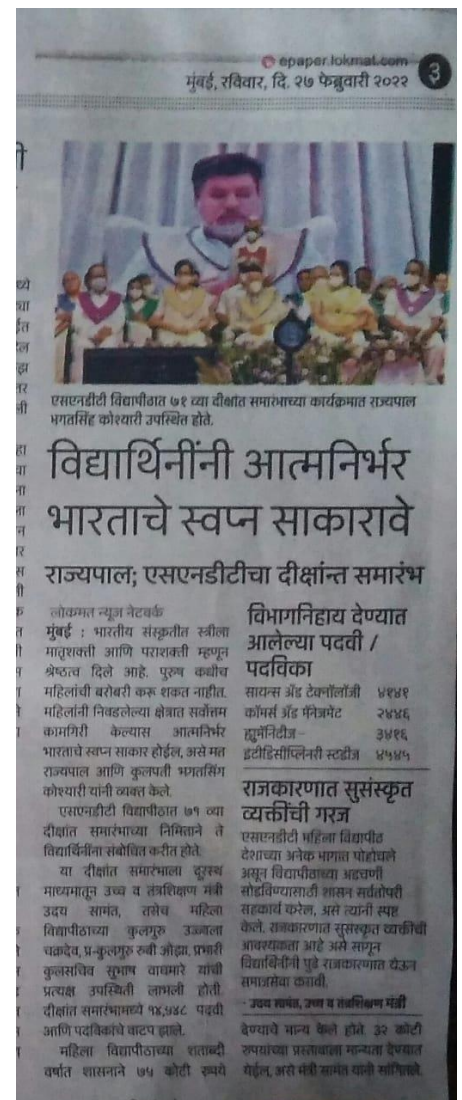 epaper.lokmat.com
मुंबई, रविवार, दि. २७ फेब्रुवारी २०२२
३
एसएनडीटी विद्यापीठात ७१ व्या दीक्षांत समारंभाच्या कार्यक्रमात राज्यपाल
भगतसिंह कोश्यारी उपस्थित होते.
विद्यार्थिनींनी आत्मनिर्भर
भारताचे स्वप्न साकारावे
राज्यपाल; एसएनडीटीचा दीक्षांन्त समारंभ
लोकमत न्यूज नेटवर्क
मुंबई : भारतीय संस्कृतीत स्त्रीला
मातृशक्ती आणि पराशक्ती म्हणून
श्रेष्ठत्व दिले आहे. पुरुष कधीच
महिलांची बरोबरी करू शकत नाहीत.
महिलांनी निवडलेल्या क्षेत्रात सर्वोत्तम
कामगिरी केल्यास आत्मनिर्भर
भारताचे स्वप्न साकार होईल, असे मत
राज्यपाल आणि कुलपती भगतसिंग
कोश्यारी यांनी व्यक्त केले.
एसएनडीटी विद्यापीठात ७१ व्या
दीक्षांत समारंभाच्या निमिताने ते
विद्यार्थिनींना संबोधित करीत होते.
या दीक्षांत समारंभाला दूरस्थ
माध्यमातून उच्च व तंत्रशिक्षण मंत्री
उदय सामंत, तसेच महिला
विद्यापीठाच्या कुलगुरु उज्वला
चक्रदेव, प्र-कुलगुरु रुबी ओझा, प्रभारी
कुलसचिव सुभाष वाघमारे यांची
प्रत्यक्ष उपस्थिती लाभली होती.
दीक्षांत समारंभामध्ये १४,५४८ पदवी
आणि पदविकांचे वाटप झाले.
महिला विद्यापीठाच्या शताब्दी
वर्षात शासनाने ७५ कोटी रुपये
विभागनिहाय देण्यात
आलेल्या पदवी /
पदविका
सायन्स अँड टेक्नॉलॉजी ४१४१
कॉमर्स अँड मॅनेजमेंट २४४६
ह्युमॅनिटीज - ३४१६
इंटीडिसीप्लिनरी स्टडीज ४५४५
राजकारणात सुसंस्कृत
व्यक्तींची गरज
एसएनडीटी महिला विद्यापीठ
देशाच्या अनेक भागात पोहोचले
असून विद्यापीठाच्या अडचणी
सोडविण्यासाठी शासन सर्वतोपरी
सहकार्य करेल, असे त्यांनी स्पष्ट
केले. राजकारणात सुसंस्कृत व्यक्तींची
आवश्यकता आहे असे सांगून
विद्यार्थिनींनी पुढे राजकारणात येऊन
समाजसेवा करावी.
- उदय सामंत, उच्च व तंत्रशिक्षण मंत्री
देण्याचे मान्य केले होते. ३२ कोटी
रुपयांच्या प्रस्तावाला मान्यता देण्यात
येईल, असे मंत्री सामंत यांनी सांगितले.